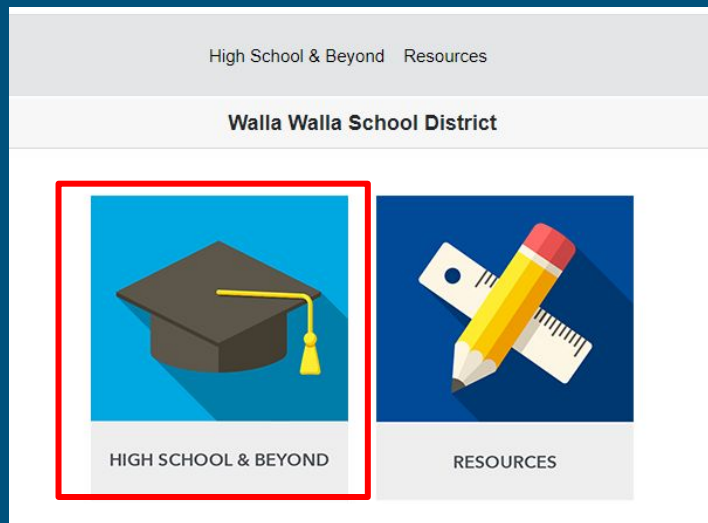 High School & Beyond Resources
Walla Walla School District
HIGH SCHOOL & BEYOND RESOURCES